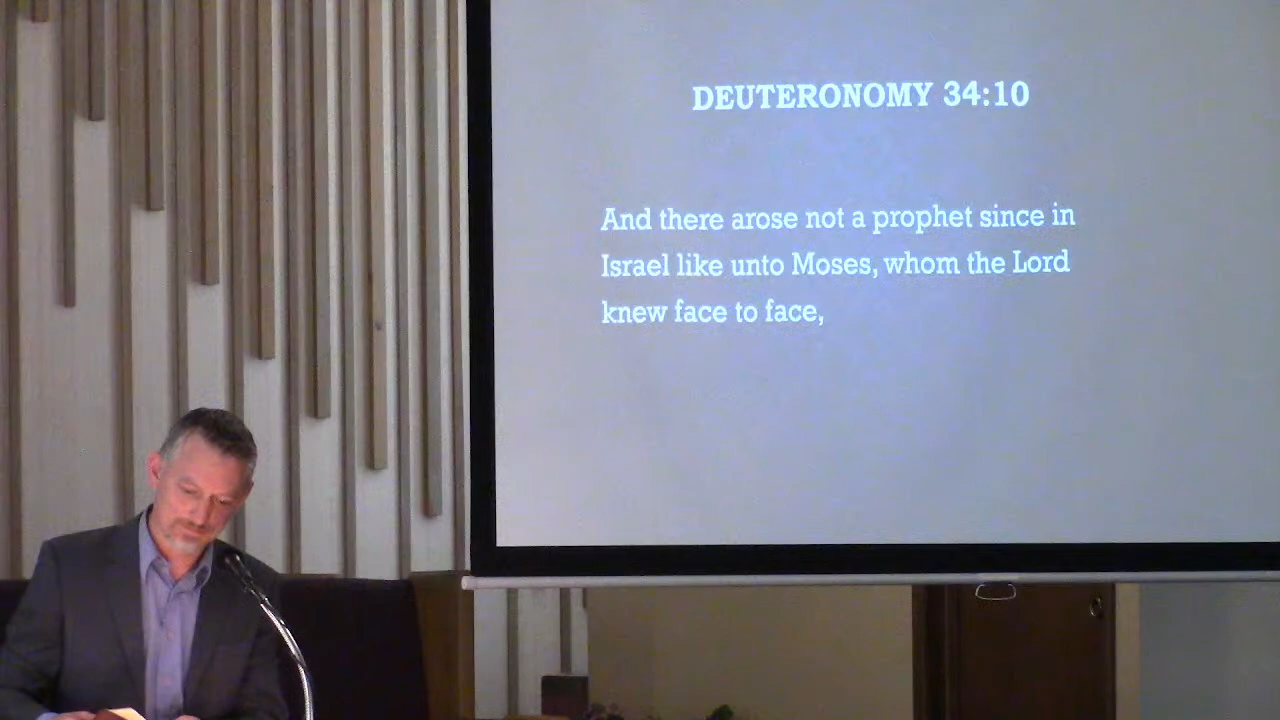 DEUTERONOMY 34:10
And there arose not a prophet since in
Israel like unto Moses, whom the Lord
knew face to face,